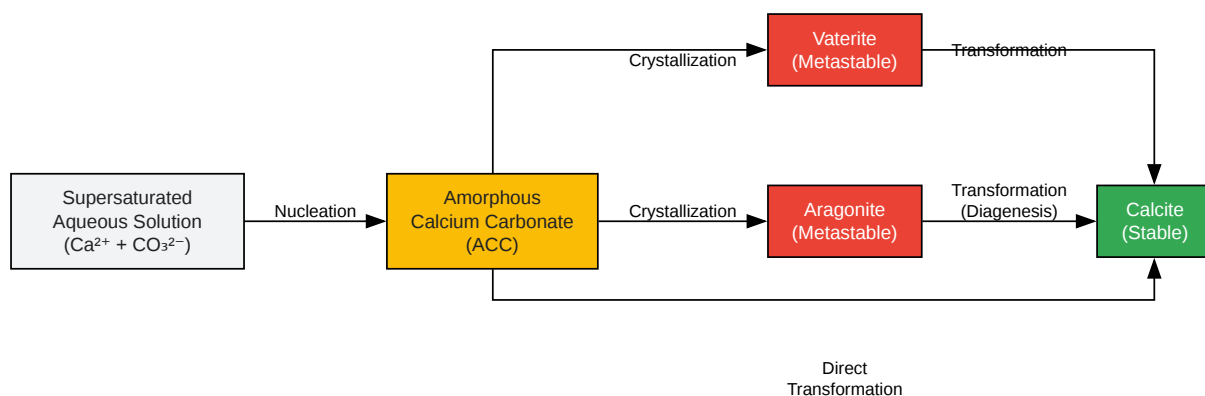 Vaterite
(Metastable)
Crystallization
Transformation
Supersaturated
Aqueous Solution
(Ca²⁺ + CO₃²⁻)
Nucleation
Amorphous
Calcium Carbonate
(ACC)
Crystallization
Aragonite
(Metastable)
Transformation
(Diagenesis)
Calcite
(Stable)
Direct
Transformation